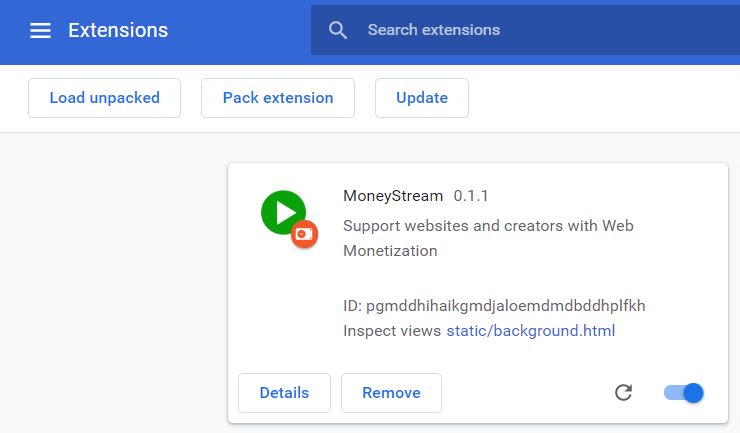 Extensions
Search extensions
Load unpacked
Pack extension
Update
MoneyStream 0.1.1
Support websites and creators with Web
Monetization
ID: pgmddhihaikgmdjaloemdmdbddhplfkh
Inspect views static/background.html
Details
Remove